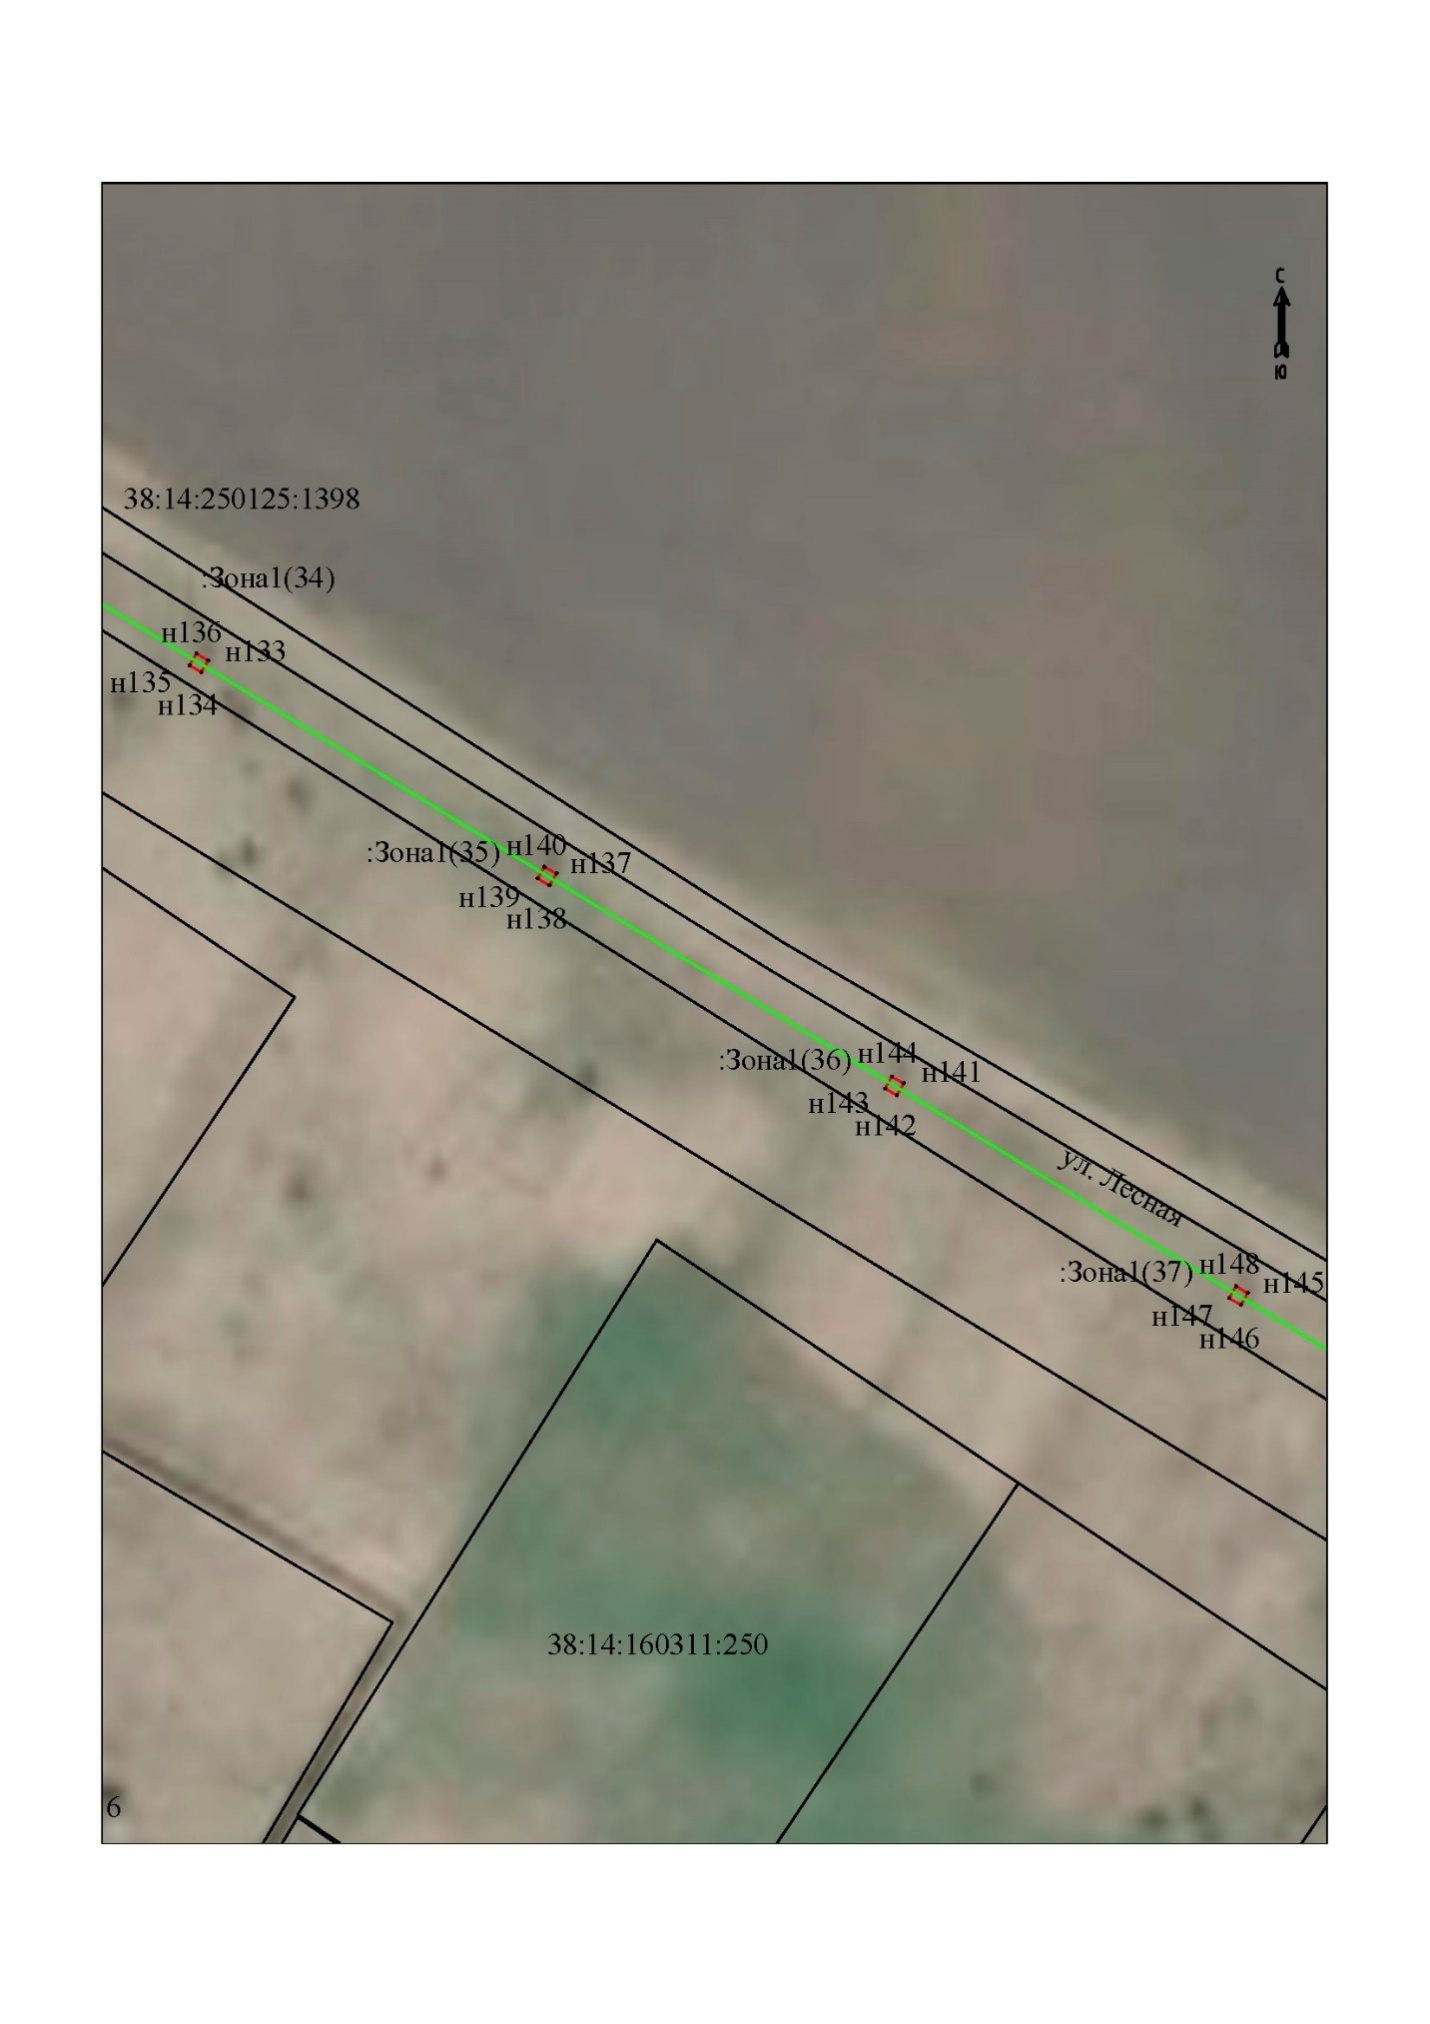 С
Ю
38:14:250125:1398
:Зона1(34)
н136
н133
н135
н134
:Зона1(35)
н140
н137
н139
н138
:Зона1(36)
н144
н141
н143
н142
ул. Лесная
:Зона1(37)
н148
н145
н147
н146
38:14:160311:250
6